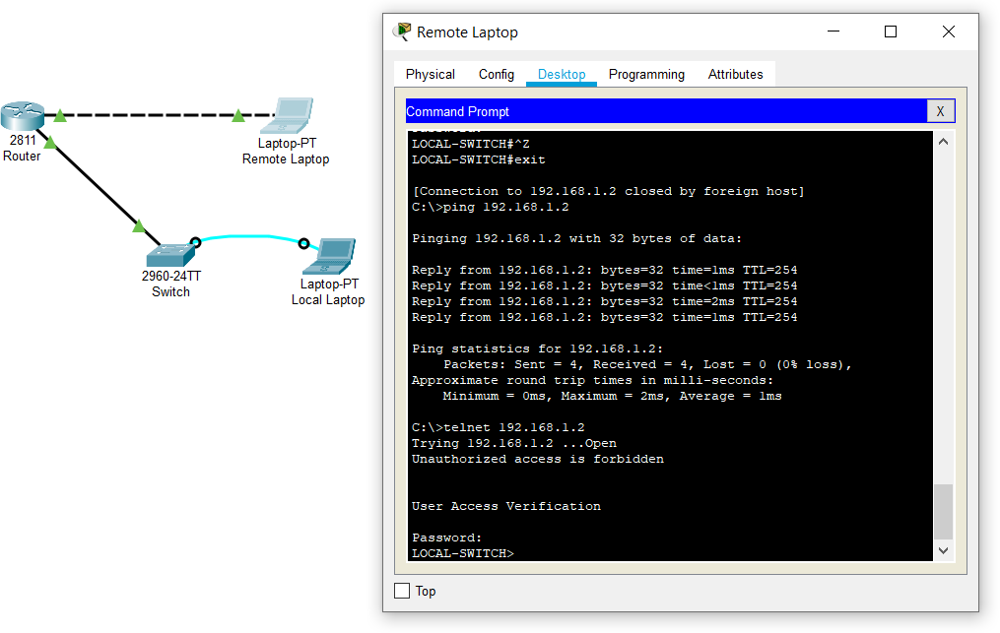 2811
Router
Laptop-PT
Remote Laptop
2960-24TT
Switch
Laptop-PT
Local Laptop
Remote Laptop
Physical Config Desktop Programming Attributes
Command Prompt
X
LOCAL-SWITCH#^Z
LOCAL-SWITCH#exit
[Connection to 192.168.1.2 closed by foreign host]
C:\>ping 192.168.1.2
Pinging 192.168.1.2 with 32 bytes of data:
Reply from 192.168.1.2: bytes=32 time=1ms TTL=254
Reply from 192.168.1.2: bytes=32 time<1ms TTL=254
Reply from 192.168.1.2: bytes=32 time=2ms TTL=254
Reply from 192.168.1.2: bytes=32 time=1ms TTL=254
Ping statistics for 192.168.1.2:
Packets: Sent = 4, Received = 4, Lost = 0 (0% loss),
Approximate round trip times in milli-seconds:
Minimum = 0ms, Maximum = 2ms, Average = 1ms
C:\>telnet 192.168.1.2
Trying 192.168.1.2 ...Open
Unauthorized access is forbidden
User Access Verification
Password:
LOCAL-SWITCH>
Top